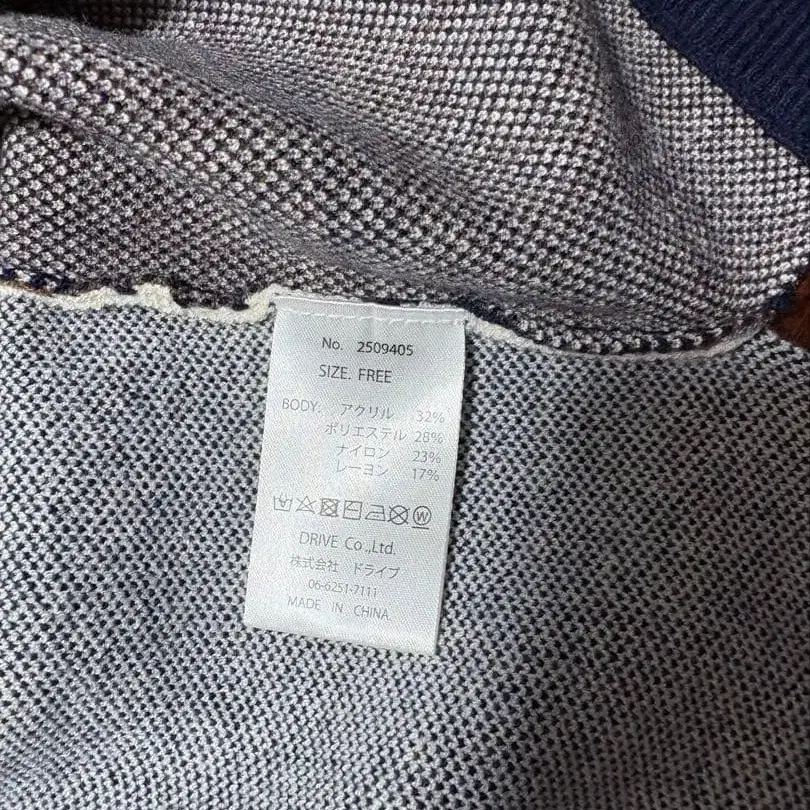 No. 2509405
SIZE. FREE
BODY: アクリル 32%
ポリエステル 28%
ナイロン 23%
レーヨン 17%
W
DRIVE Co.,Ltd.
株式会社 ドライブ
06-6251-7111
MADE IN CHINA